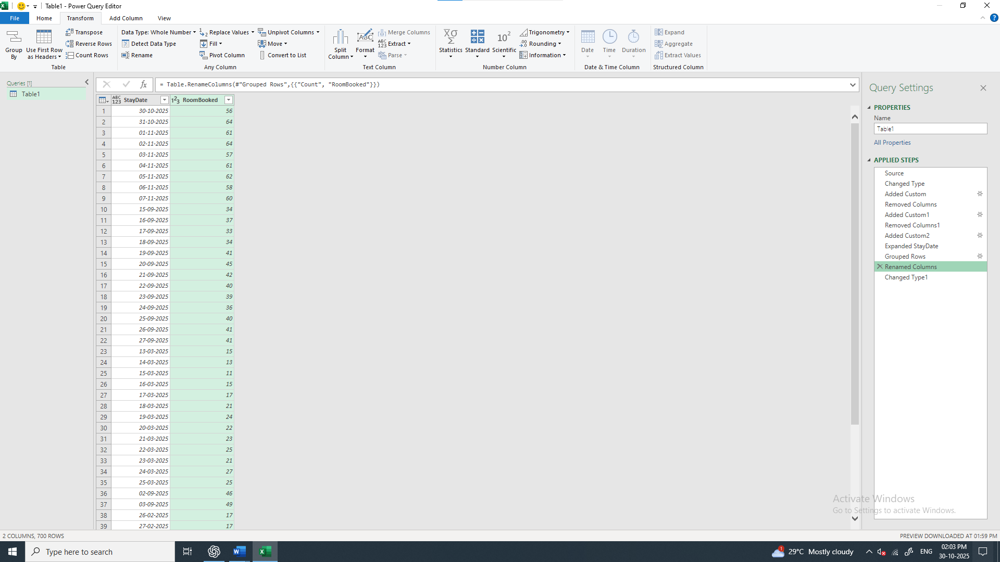 Table1 - Power Query Editor
File Home Transform Add Column View
Group By
Use First Row as Headers
Transpose
Reverse Rows
Count Rows
Table
Data Type: Whole Number
Detect Data Type
Rename
Replace Values
Fill
Pivot Column
Unpivot Columns
Move
Convert to List
Any Column
Split Column
Format
Merge Columns
Extract
Parse
Text Column
Statistics
Standard
Scientific
Trigonometry
Rounding
Information
Number Column
Date
Time
Duration
Date & Time Column
Expand
Aggregate
Extract Values
Structured Column
Queries [1]
Table1
= Table.RenameColumns(#"Grouped Rows",{{"Count", "RoomBooked"}})
StayDate RoomBooked
1 30-10-2025 56
2 31-10-2025 64
3 01-11-2025 61
4 02-11-2025 64
5 03-11-2025 57
6 04-11-2025 61
7 05-11-2025 62
8 06-11-2025 58
9 07-11-2025 60
10 15-09-2025 34
11 16-09-2025 37
12 17-09-2025 33
13 18-09-2025 34
14 19-09-2025 41
15 20-09-2025 45
16 21-09-2025 42
17 22-09-2025 40
18 23-09-2025 39
19 24-09-2025 36
20 25-09-2025 40
21 26-09-2025 41
22 27-09-2025 41
23 13-03-2025 15
24 14-03-2025 13
25 15-03-2025 11
26 16-03-2025 15
27 17-03-2025 17
28 18-03-2025 21
29 19-03-2025 24
30 20-03-2025 22
31 21-03-2025 23
32 22-03-2025 25
33 23-03-2025 21
34 24-03-2025 27
35 25-03-2025 25
36 02-09-2025 46
37 03-09-2025 49
38 26-02-2025 17
39 27-02-2025 17
Query Settings
PROPERTIES
Name
Table1
All Properties
APPLIED STEPS
Source
Changed Type
Added Custom
Removed Columns
Added Custom1
Removed Columns1
Added Custom2
Expanded StayDate
Grouped Rows
Renamed Columns
Changed Type1
Activate Windows
Go to Settings to activate Windows.
2 COLUMNS, 700 ROWS
PREVIEW DOWNLOADED AT 01:59 PM
Type here to search
29°C Mostly cloudy
ENG
02:03 PM
30-10-2025